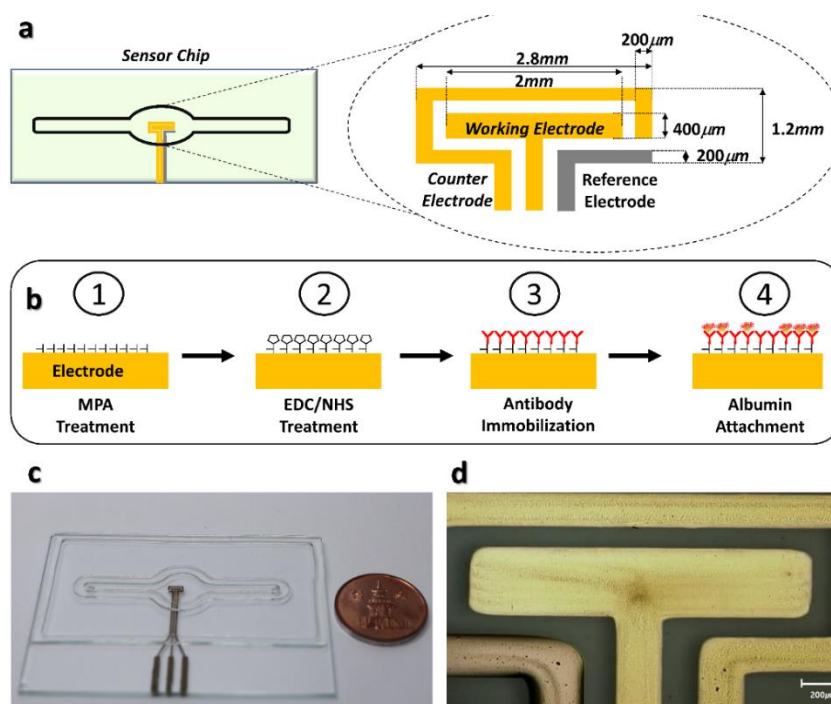 a
Sensor Chip
200μm
2.8mm
2mm
Working Electrode
400μm
1.2mm
200μm
Counter
Electrode
Reference
Electrode
b
1
2
3
4
Electrode
MPA
Treatment
EDC/NHS
Treatment
Antibody
Immobilization
Albumin
Attachment
c
d
200μm